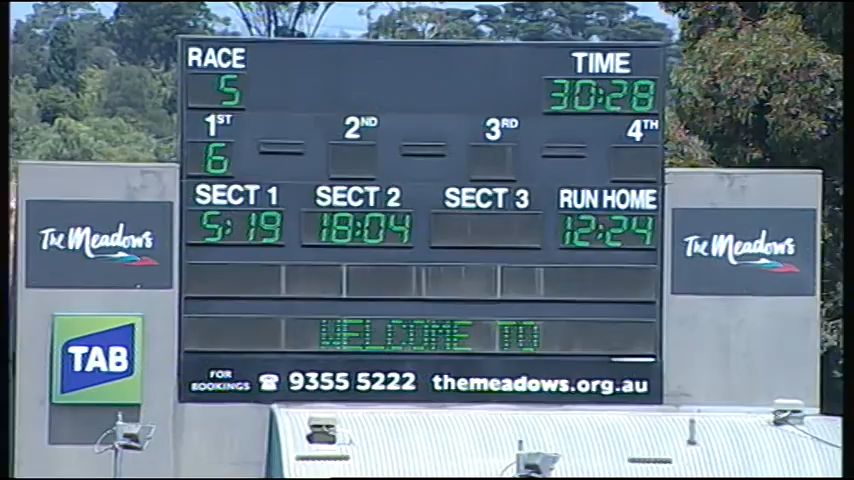 RACE TIME
5 30:28
1ST 2ND 3RD 4TH
6
SECT 1 SECT 2 SECT 3 RUN HOME
5:19 18:04 12:24
The Meadows
The Meadows
WELCOME TO
TAB
FOR BOOKINGS 9355 5222 themeadows.org.au